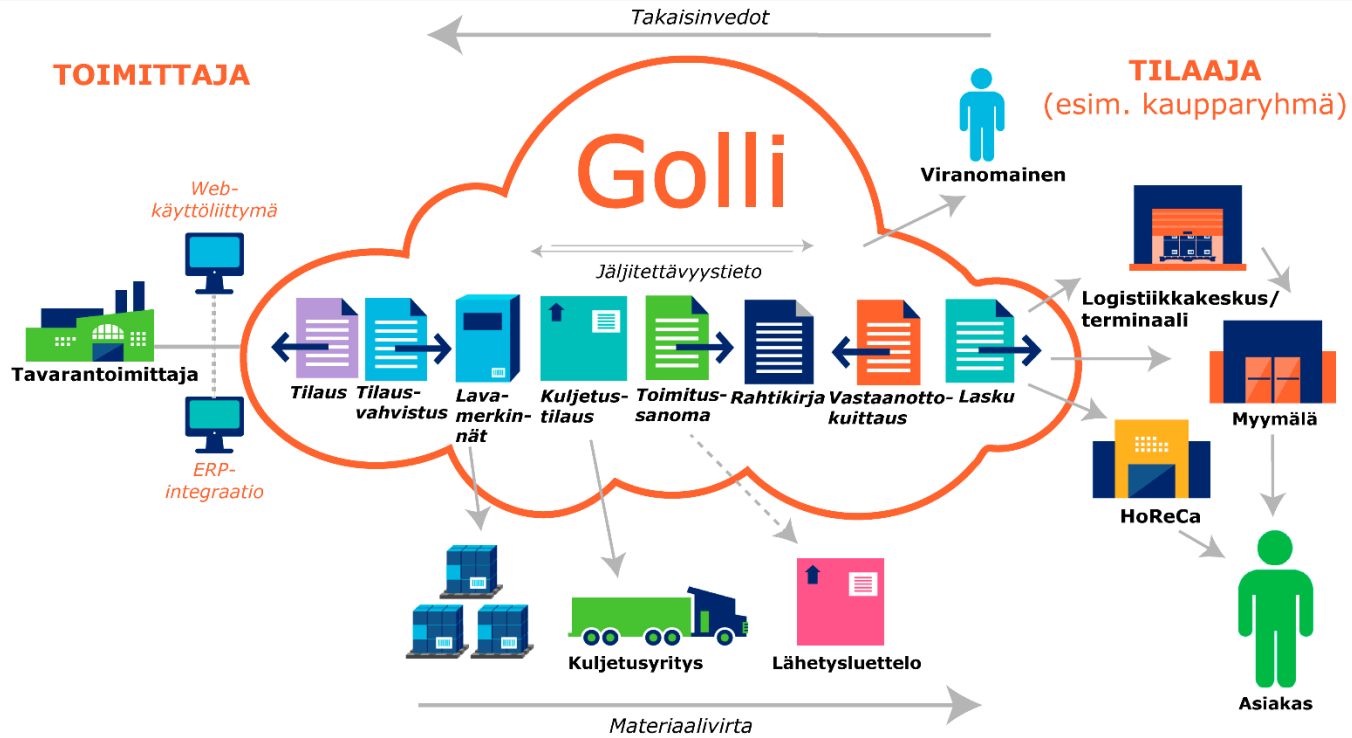 Takaisinvedot
TOIMITTAJA
TILAAJA
(esim. kaupparyhmä)
Golli
Viranomainen
Web-
käyttöliittymä
Jäljitettävyystieto
Logistiikkakeskus/
terminaali
Tavarantoimittaja
Tilaus
Tilaus-
vahvistus
Lava-
merkin-
nät
Kuljetus-
tilaus
Toimitus-
sanoma
Rahtikirja
Vastaanotto-
kuittaus
Lasku
Myymälä
ERP-
integraatio
HoReCa
Kuljetusyritys
Lähetysluettelo
Asiakas
Materiaalivirta